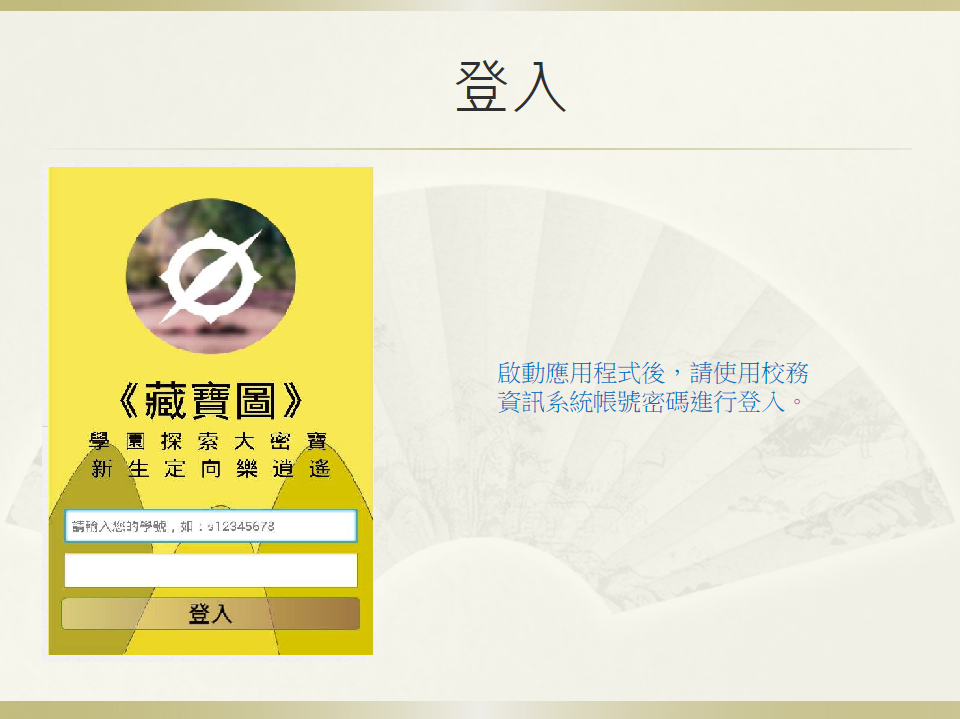 登入
《藏寶圖》
學園探索大密寶
新生定向樂逍遙
請輸入您的學號，如：s12345678
登入
啟動應用程式後，請使用校務
資訊系統帳號密碼進行登入。